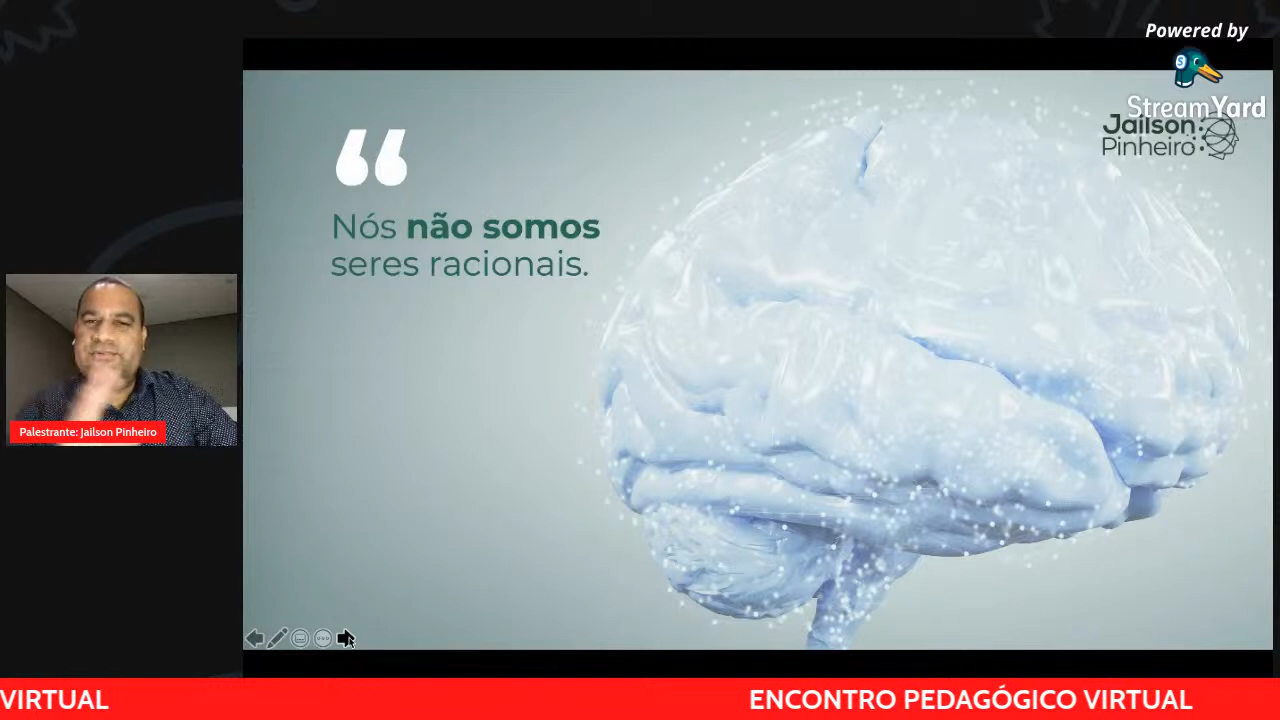 Powered by
StreamYard
Jailson
Pinheiro
“
Nós não somos
seres racionais.
Palestrante: Jailson Pinheiro
VIRTUAL
ENCONTRO PEDAGÓGICO VIRTUAL